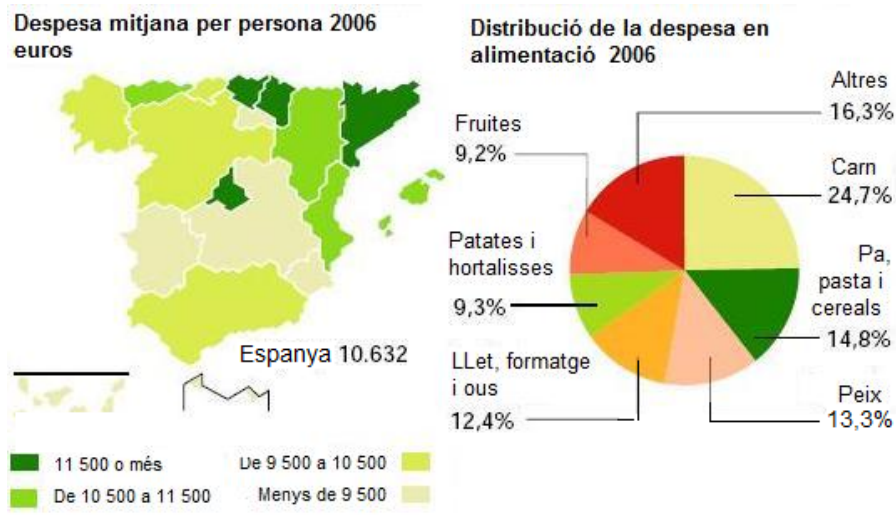 Despesa mitjana per persona 2006
euros
Espanya 10.632
11 500 o més
De 10 500 a 11 500
De 9 500 a 10 500
Menys de 9 500
Distribució de la despesa en
alimentació 2006
Altres
16,3%
Carn
24,7%
Pa,
pasta i
cereals
14,8%
Peix
13,3%
LLet, formatge
i ous
12,4%
Patates i
hortalisses
9,3%
Fruites
9,2%